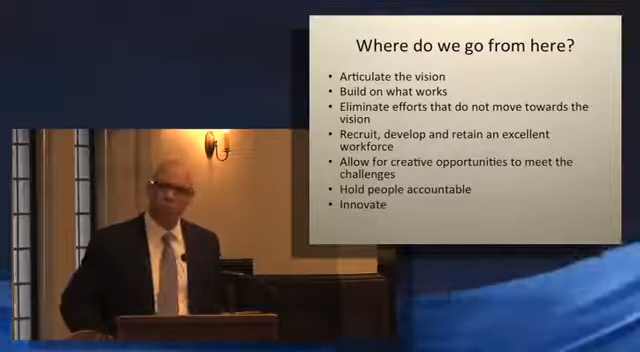 Where do we go from here?
• Articulate the vision
• Build on what works
• Eliminate efforts that do not move towards the
vision
• Recruit, develop and retain an excellent
workforce
• Allow for creative opportunities to meet the
challenges
• Hold people accountable
• Innovate